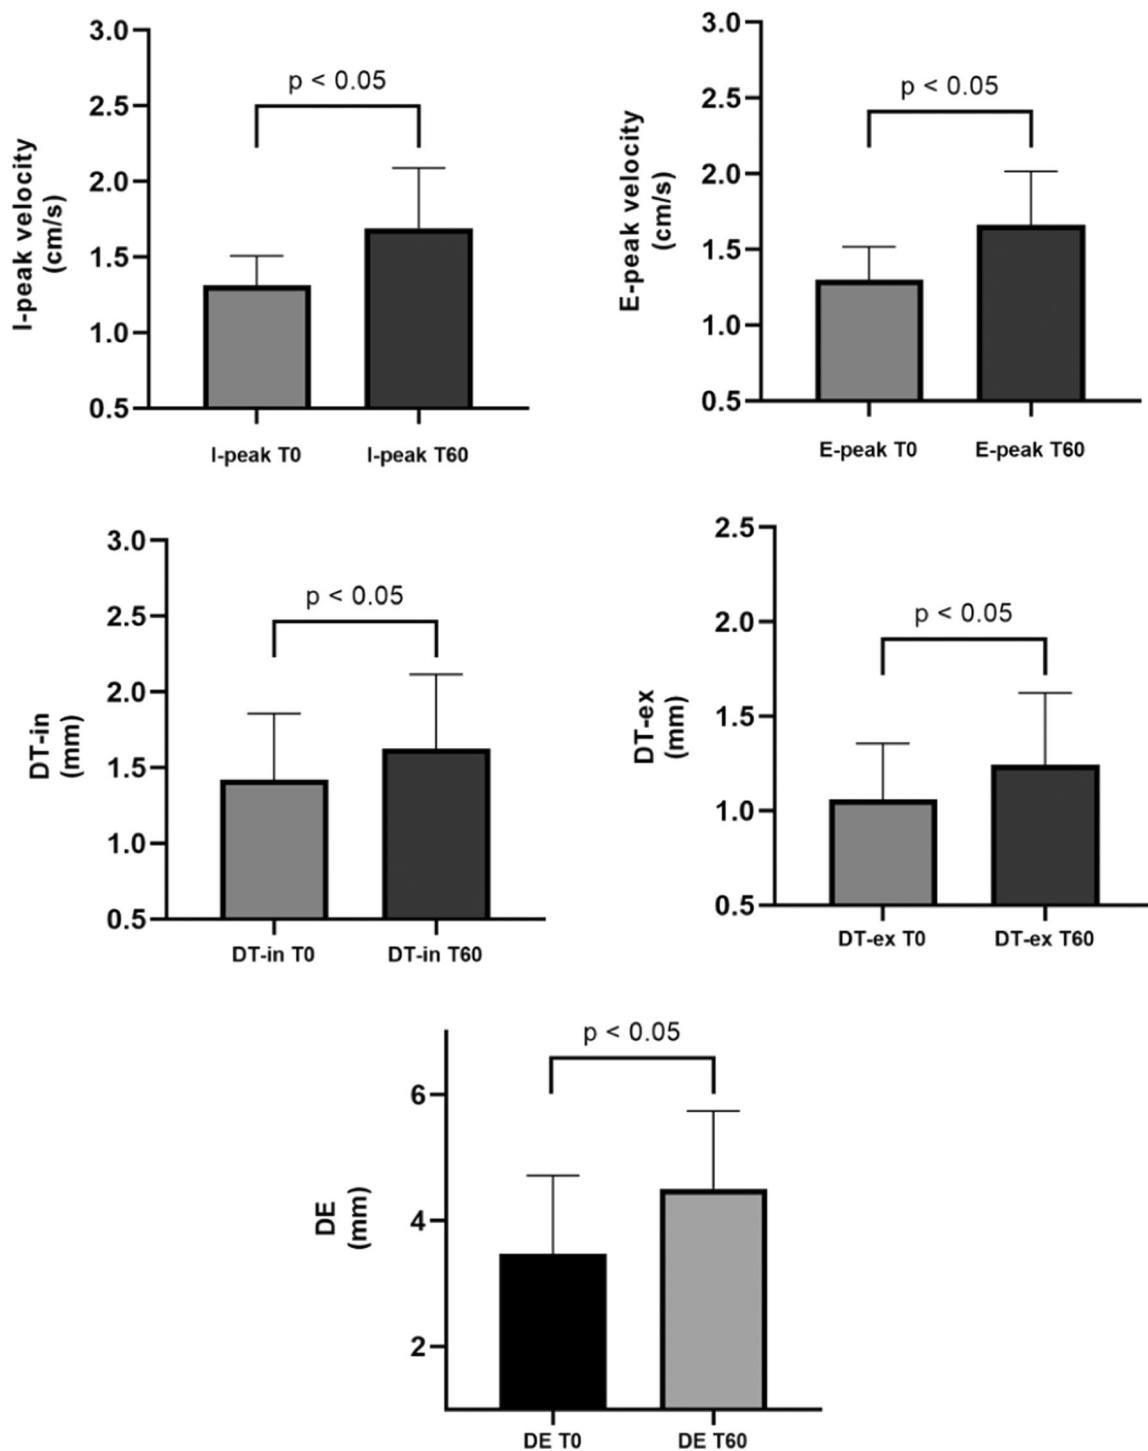 I-peak velocity
(cm/s)
3.0
2.5
2.0
1.5
1.0
0.5
p < 0.05
I-peak T0
I-peak T60
E-peak velocity
(cm/s)
3.0
2.5
2.0
1.5
1.0
0.5
p < 0.05
E-peak T0
E-peak T60
DT-in
(mm)
3.0
2.5
2.0
1.5
1.0
0.5
p < 0.05
DT-in T0
DT-in T60
DT-ex
(mm)
2.5
2.0
1.5
1.0
0.5
p < 0.05
DT-ex T0
DT-ex T60
DE
(mm)
6
4
2
p < 0.05
DE T0
DE T60